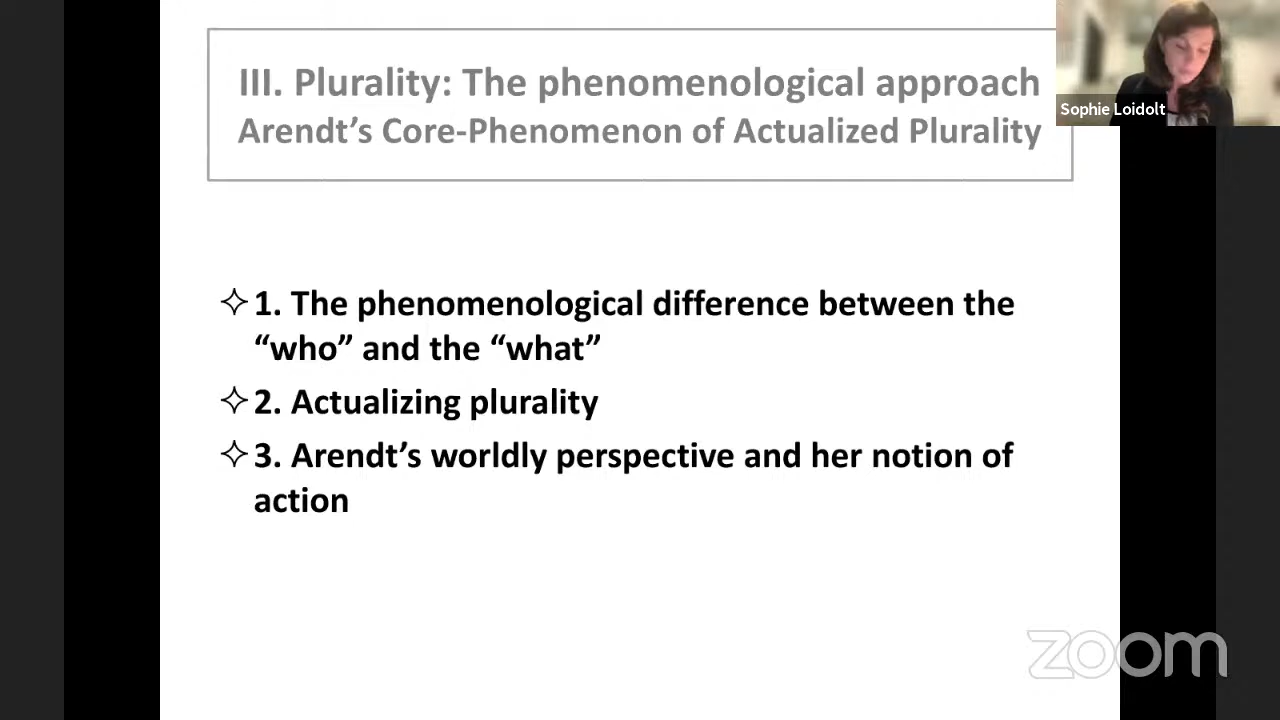 III. Plurality: The phenomenological approach
Arendt’s Core-Phenomenon of Actualized Plurality
Sophie Loidolt
✧ 1. The phenomenological difference between the
“who” and the “what”
✧ 2. Actualizing plurality
✧ 3. Arendt’s worldly perspective and her notion of
action
zoom